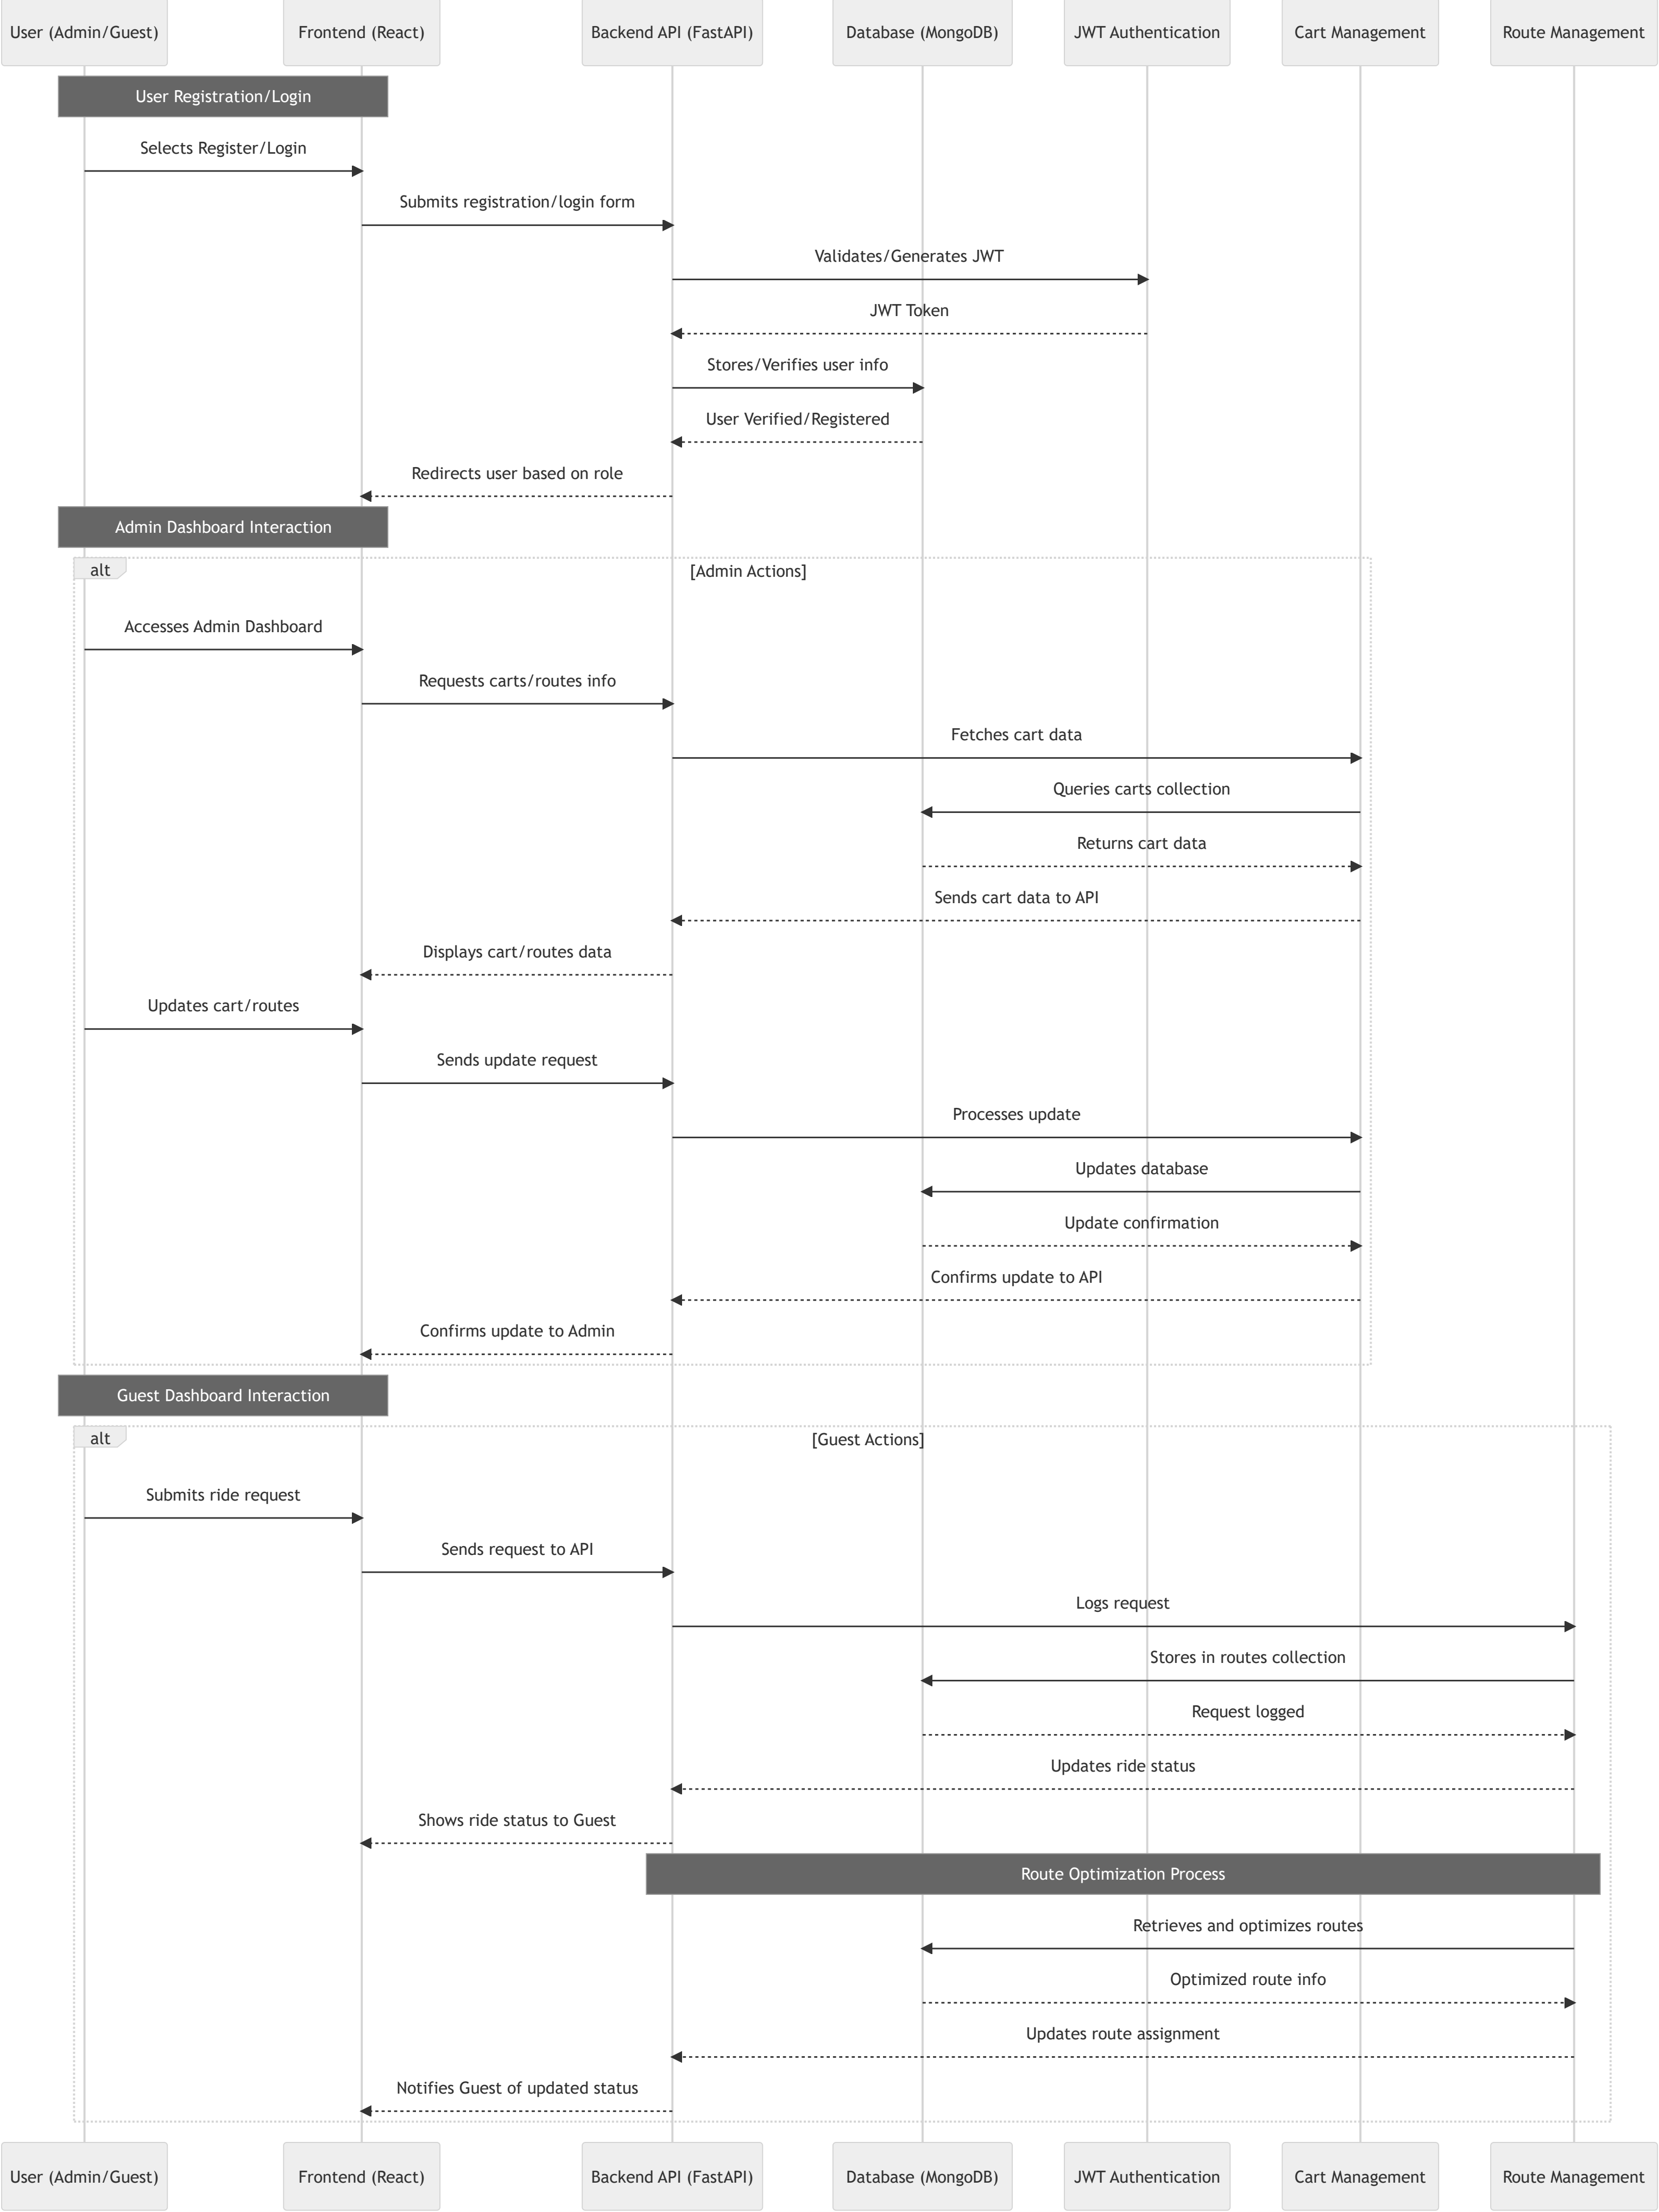 User (Admin/Guest)
Frontend (React)
Backend API (FastAPI)
Database (MongoDB)
JWT Authentication
Cart Management
Route Management
User Registration/Login
Selects Register/Login
Submits registration/login form
Validates/Generates JWT
JWT Token
Stores/Verifies user info
User Verified/Registered
Redirects user based on role
Admin Dashboard Interaction
alt
[Admin Actions]
Accesses Admin Dashboard
Requests carts/routes info
Fetches cart data
Queries carts collection
Returns cart data
Sends cart data to API
Displays cart/routes data
Updates cart/routes
Sends update request
Processes update
Updates database
Update confirmation
Confirms update to API
Confirms update to Admin
Guest Dashboard Interaction
alt
[Guest Actions]
Submits ride request
Sends request to API
Logs request
Stores in routes collection
Request logged
Updates ride status
Shows ride status to Guest
Route Optimization Process
Retrieves and optimizes routes
Optimized route info
Updates route assignment
Notifies Guest of updated status
User (Admin/Guest)
Frontend (React)
Backend API (FastAPI)
Database (MongoDB)
JWT Authentication
Cart Management
Route Management